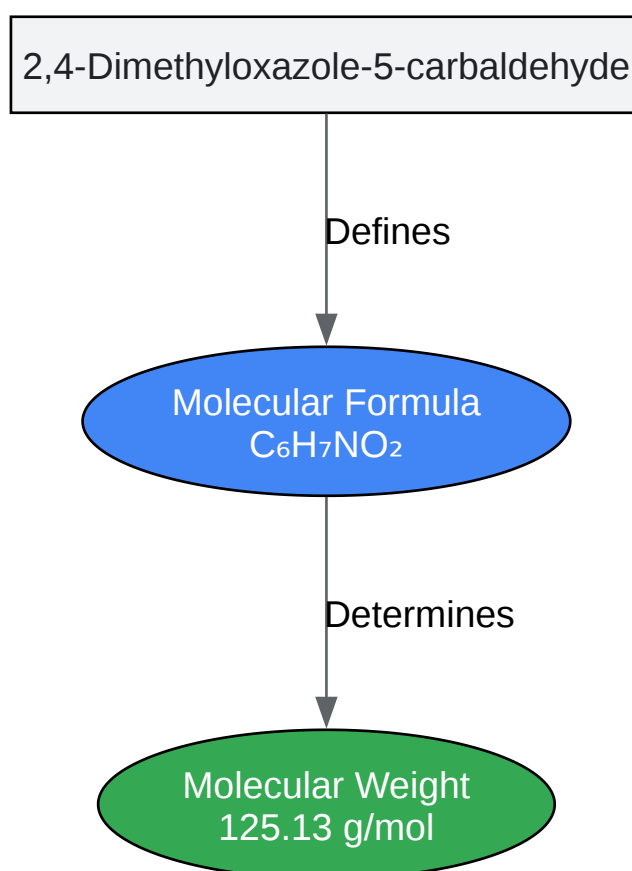 2,4-Dimethyloxazole-5-carbaldehyde
Defines
Molecular Formula
C₆H₇NO₂
Determines
Molecular Weight
125.13 g/mol